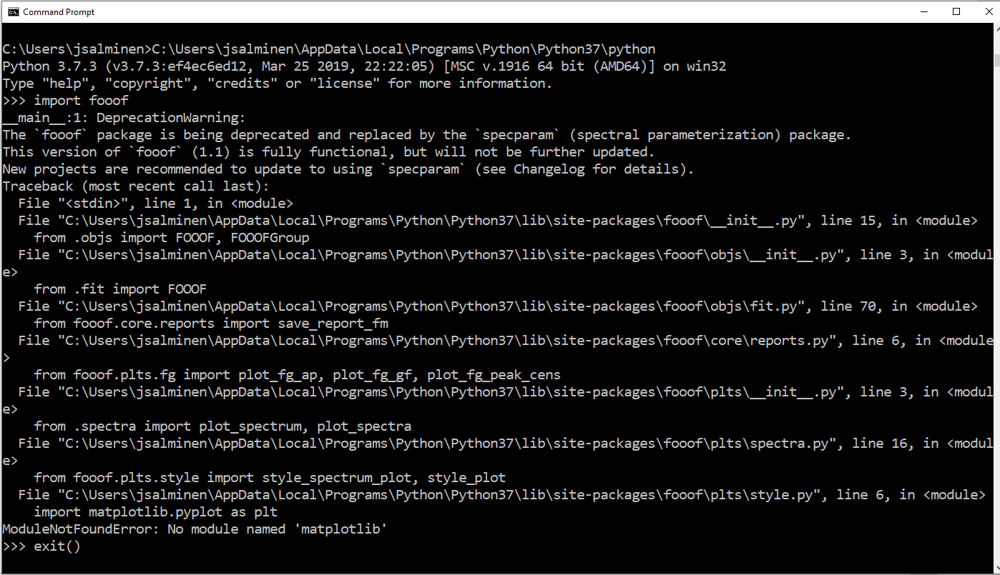 Command Prompt
C:\Users\jsalminen>C:\Users\jsalminen\AppData\Local\Programs\Python\Python37\python
Python 3.7.3 (v3.7.3:ef4ec6ed12, Mar 25 2019, 22:22:05) [MSC v.1916 64 bit (AMD64)] on win32
Type "help", "copyright", "credits" or "license" for more information.
>>> import fooof
__main__:1: DeprecationWarning:
The `fooof` package is being deprecated and replaced by the `specparam` (spectral parameterization) package.
This version of `fooof` (1.1) is fully functional, but will not be further updated.
New projects are recommended to update to using `specparam` (see Changelog for details).
Traceback (most recent call last):
  File "<stdin>", line 1, in <module>
  File "C:\Users\jsalminen\AppData\Local\Programs\Python\Python37\lib\site-packages\fooof\__init__.py", line 15, in <module>
    from .objs import FOOOF, FOOOFGroup
  File "C:\Users\jsalminen\AppData\Local\Programs\Python\Python37\lib\site-packages\fooof\objs\__init__.py", line 3, in <modul
e>
    from .fit import FOOOF
  File "C:\Users\jsalminen\AppData\Local\Programs\Python\Python37\lib\site-packages\fooof\objs\fit.py", line 70, in <module>
    from fooof.core.reports import save_report_fm
  File "C:\Users\jsalminen\AppData\Local\Programs\Python\Python37\lib\site-packages\fooof\core\reports.py", line 6, in <module
>
    from fooof.plts.fg import plot_fg_ap, plot_fg_gf, plot_fg_peak_cens
  File "C:\Users\jsalminen\AppData\Local\Programs\Python\Python37\lib\site-packages\fooof\plts\__init__.py", line 3, in <modul
e>
    from .spectra import plot_spectrum, plot_spectra
  File "C:\Users\jsalminen\AppData\Local\Programs\Python\Python37\lib\site-packages\fooof\plts\spectra.py", line 16, in <modul
e>
    from fooof.plts.style import style_spectrum_plot, style_plot
  File "C:\Users\jsalminen\AppData\Local\Programs\Python\Python37\lib\site-packages\fooof\plts\style.py", line 6, in <module>
    import matplotlib.pyplot as plt
ModuleNotFoundError: No module named 'matplotlib'
>>> exit()